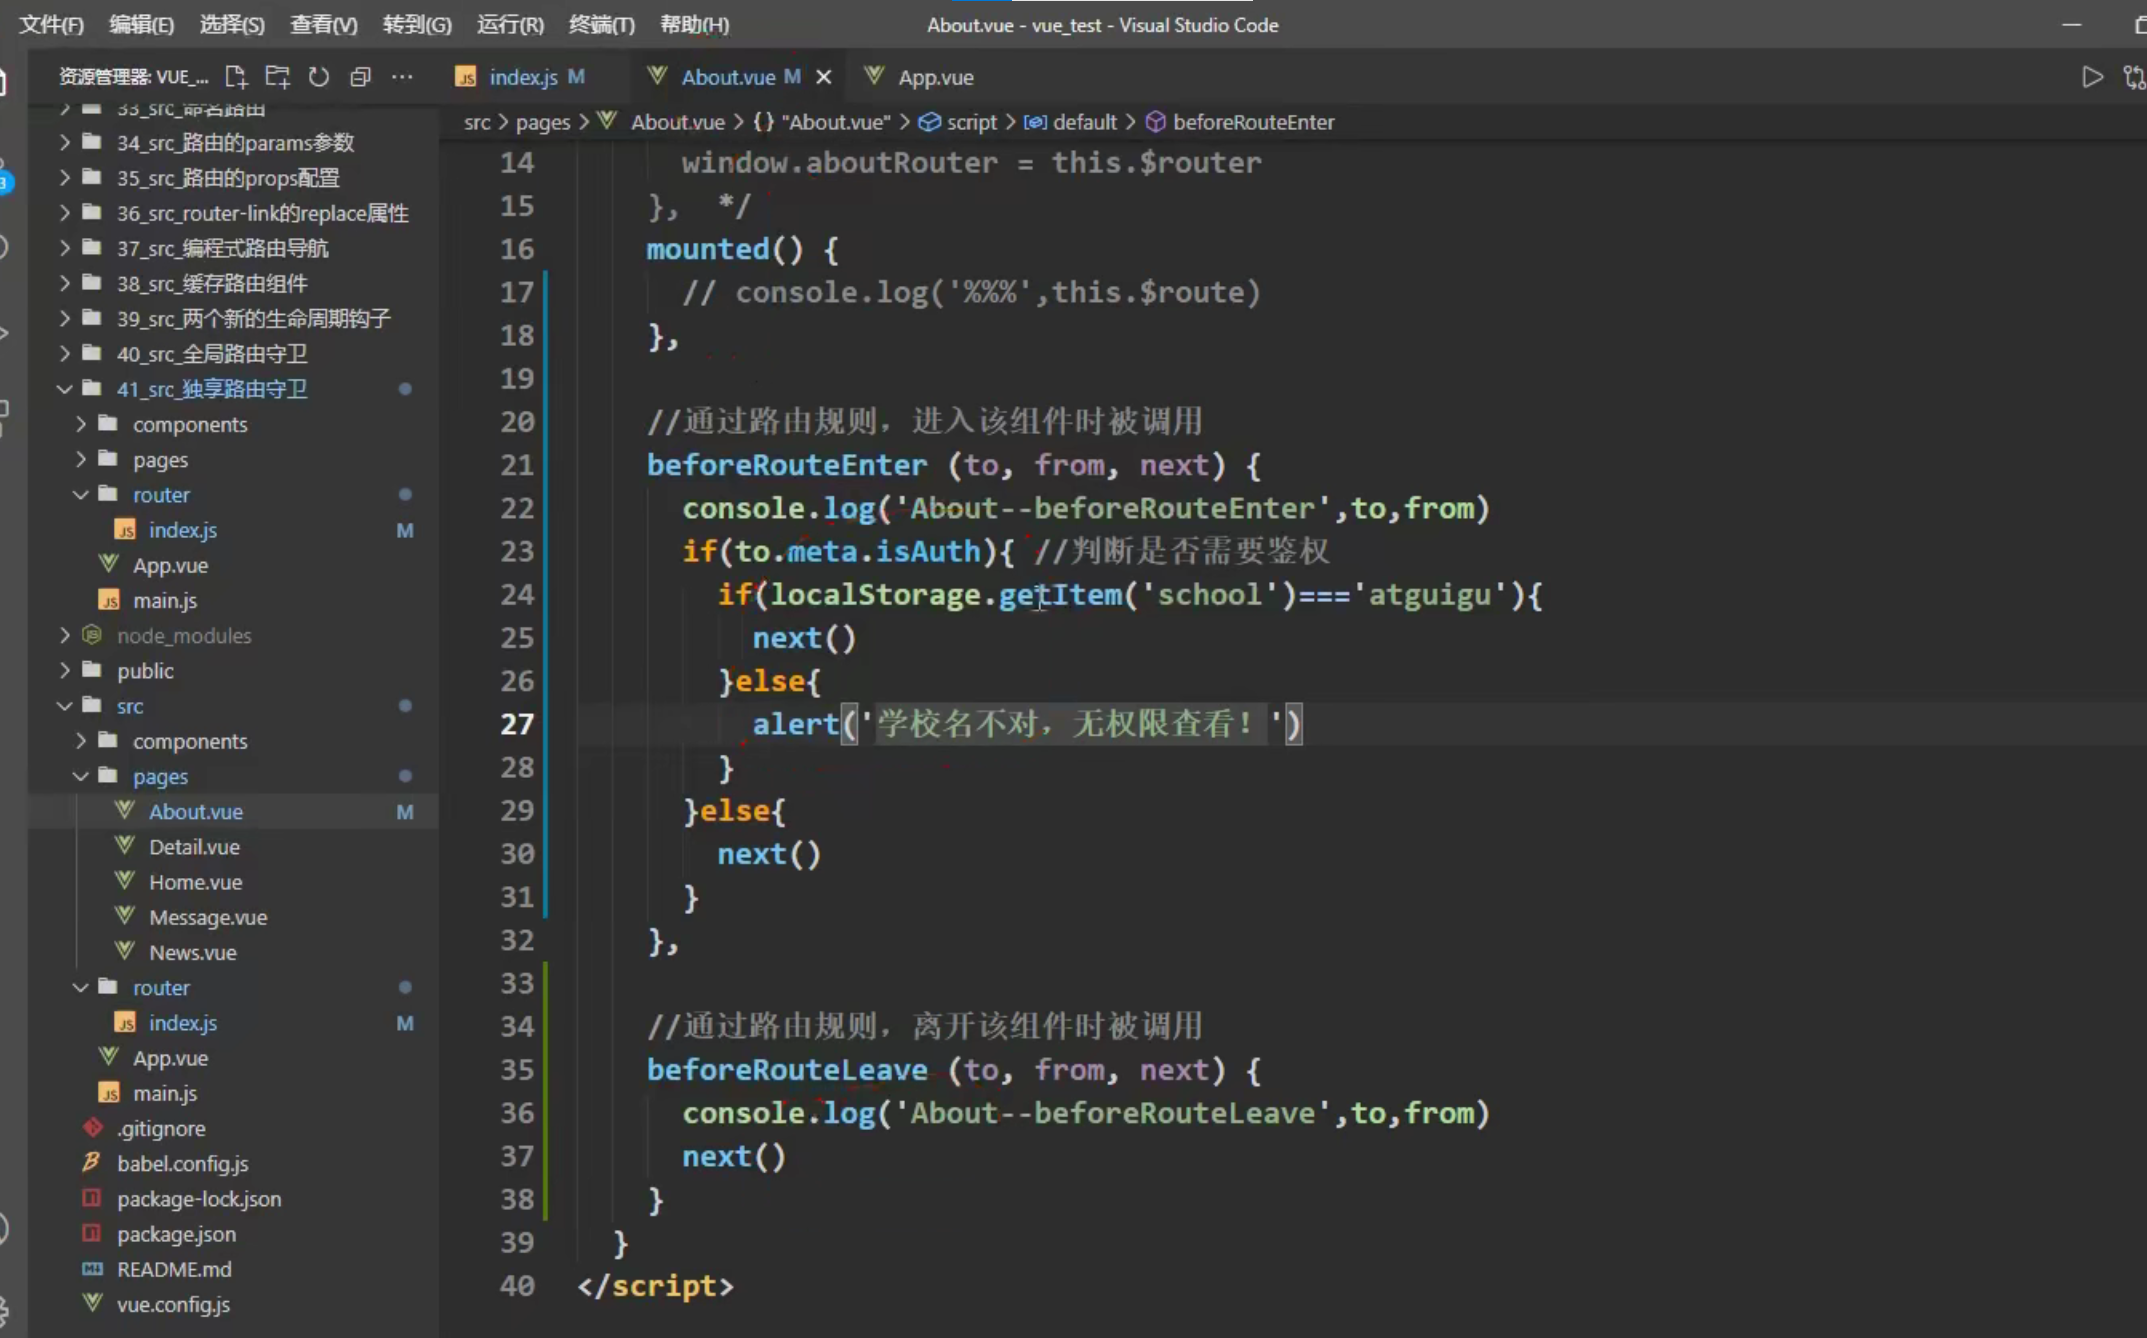 文件(F) 编辑(E) 选择(S) 查看(V) 转到(G) 运行(R) 终端(T) 帮助(H) About.vue - vue_test - Visual Studio Code
资源管理器: VUE_...
33_src_命名路由
34_src_路由的params参数
35_src_路由的props配置
36_src_router-link的replace属性
37_src_编程式路由导航
38_src_缓存路由组件
39_src_两个新的生命周期钩子
40_src_全局路由守卫
41_src_独享路由守卫
components
pages
router
index.js M
App.vue
main.js
node_modules
public
src
components
pages
About.vue M
Detail.vue
Home.vue
Message.vue
News.vue
router
index.js M
App.vue
main.js
.gitignore
babel.config.js
package-lock.json
package.json
README.md
vue.config.js
index.js M About.vue M App.vue
src > pages > About.vue > {} "About.vue" > script > default > beforeRouteEnter
14 window.aboutRouter = this.$router
15 }, */
16 mounted() {
17 // console.log('%%%',this.$route)
18 },
19
20 //通过路由规则，进入该组件时被调用
21 beforeRouteEnter (to, from, next) {
22 console.log('About--beforeRouteEnter',to,from)
23 if(to.meta.isAuth){ //判断是否需要鉴权
24 if(localStorage.getItem('school')==='atguigu'){
25 next()
26 }else{
27 alert('学校名不对，无权限查看！')
28 }
29 }else{
30 next()
31 }
32 },
33
34 //通过路由规则，离开该组件时被调用
35 beforeRouteLeave (to, from, next) {
36 console.log('About--beforeRouteLeave',to,from)
37 next()
38 }
39 }
40 </script>